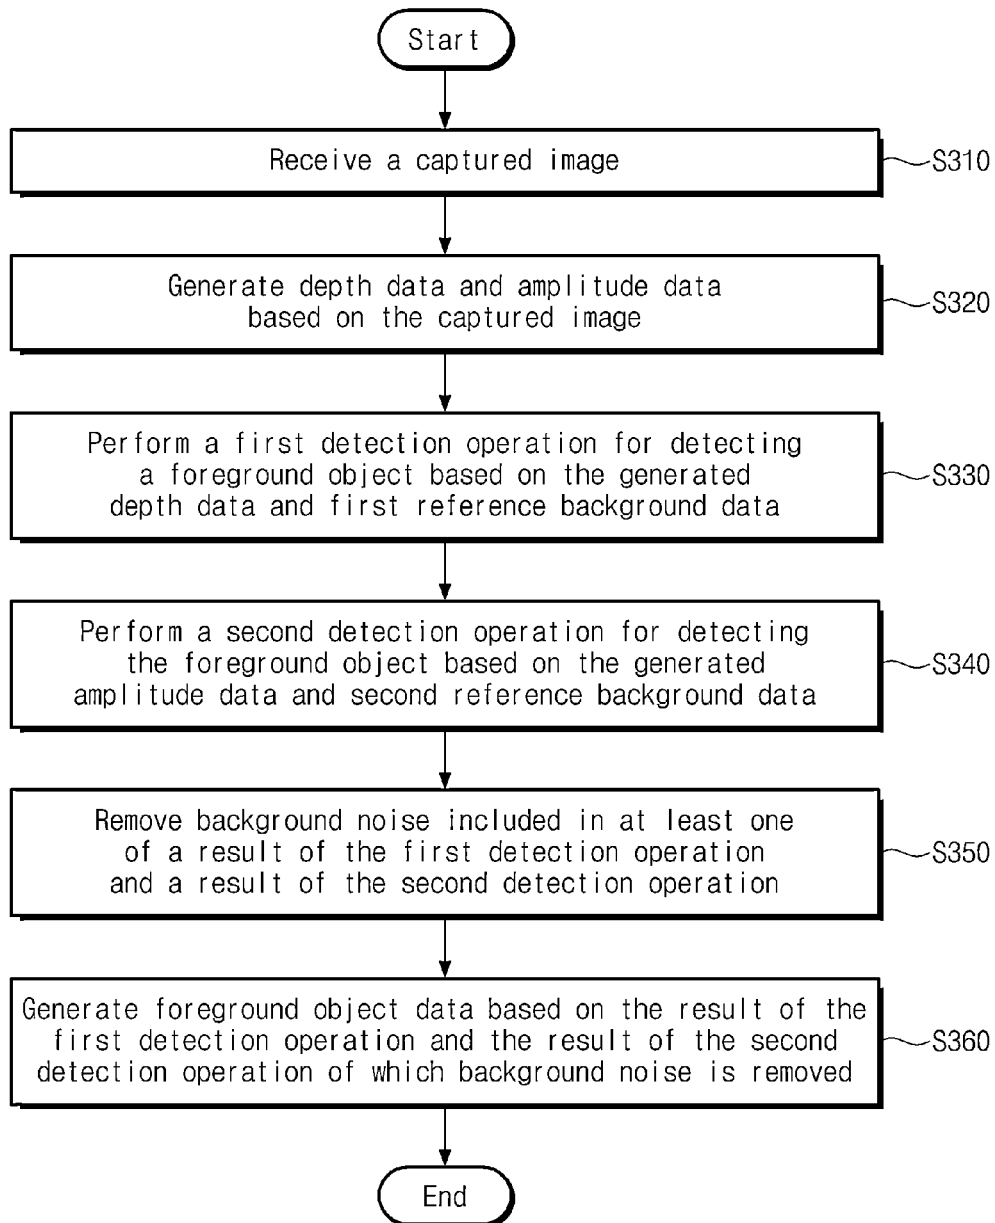 Start
Receive a captured image
S310
Generate depth data and amplitude data
based on the captured image
S320
Perform a first detection operation for detecting
a foreground object based on the generated
depth data and first reference background data
S330
Perform a second detection operation for detecting
the foreground object based on the generated
amplitude data and second reference background data
S340
Remove background noise included in at least one
of a result of the first detection operation
and a result of the second detection operation
S350
Generate foreground object data based on the result of the
first detection operation and the result of the second
detection operation of which background noise is removed
S360
End